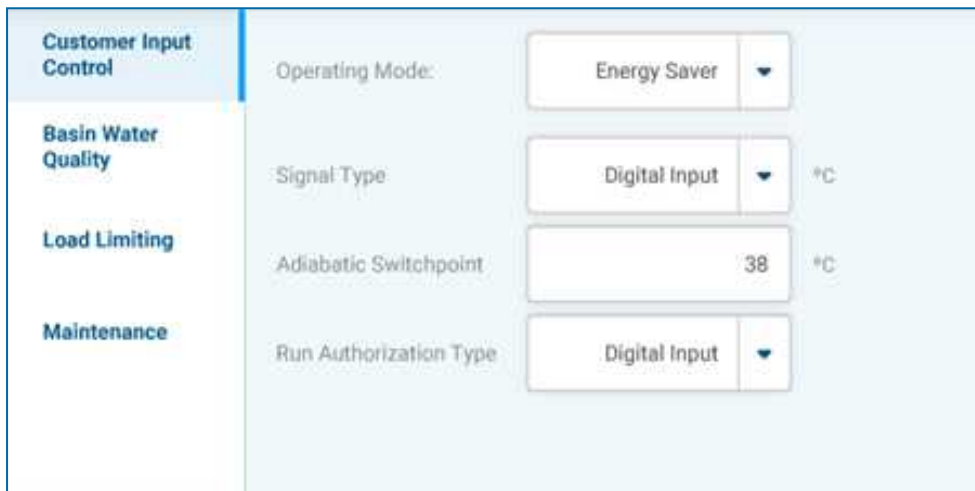 Customer Input
Control
Basin Water
Quality
Load Limiting
Maintenance
Operating Mode:
Energy Saver
Signal Type
Digital Input
°C
Adiabatic Switchpoint
38
°C
Run Authorization Type
Digital Input